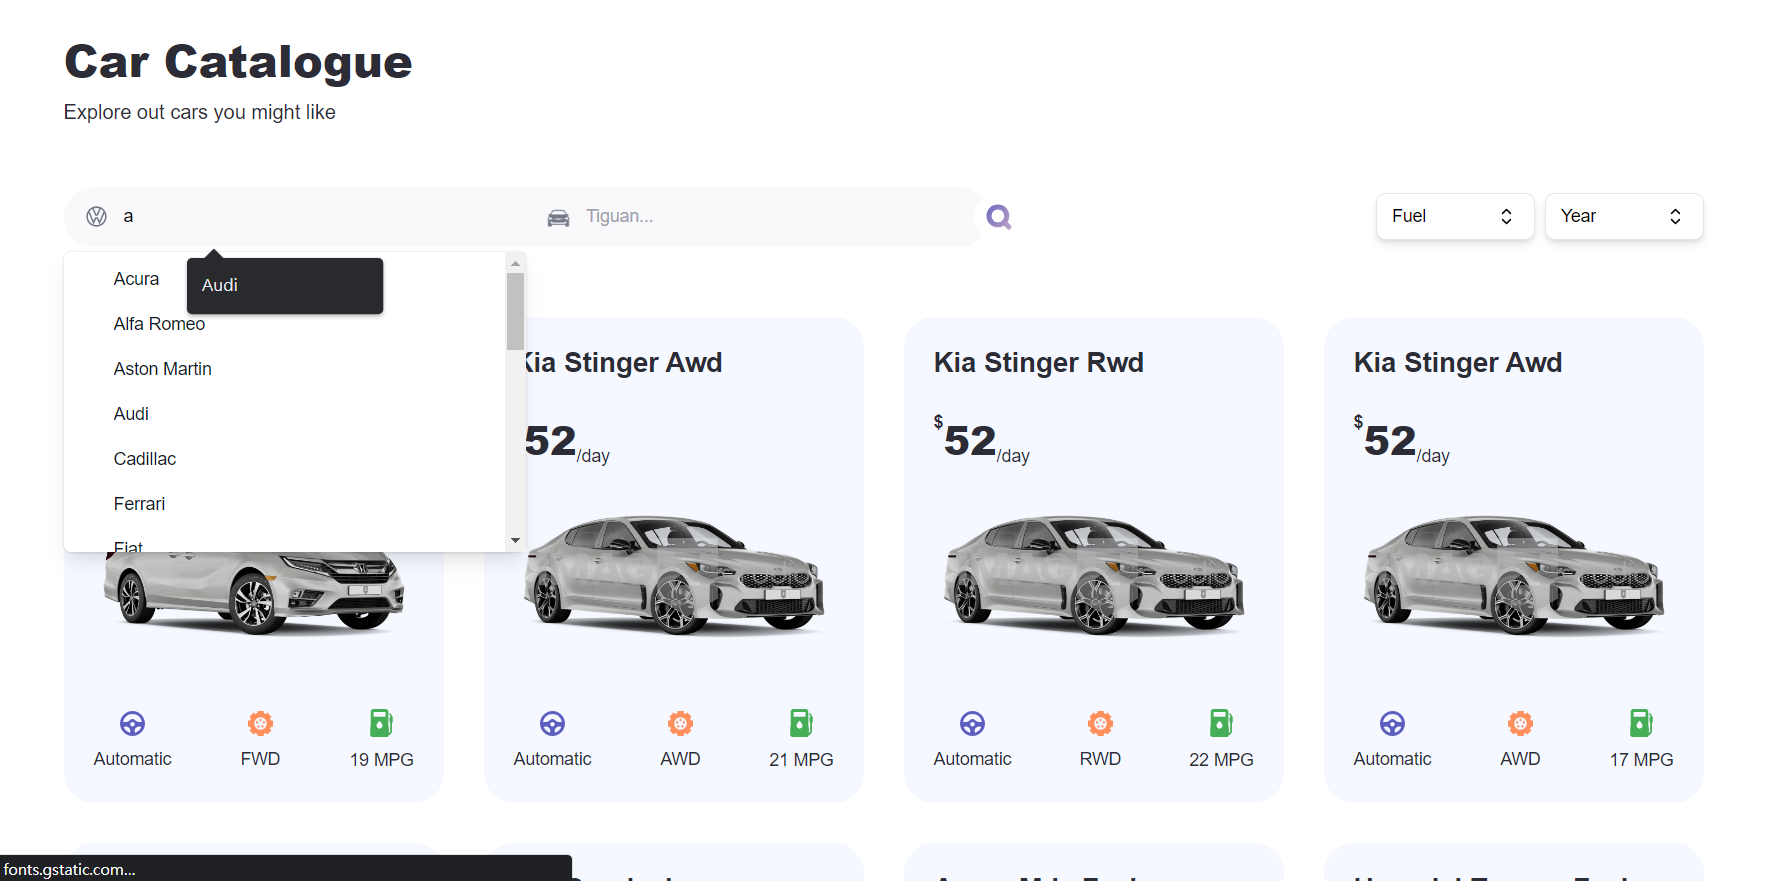 Car Catalogue
Explore out cars you might like
a
Tiguan...
Fuel
Year
Audi
Acura
Alfa Romeo
Aston Martin
Audi
Cadillac
Ferrari
Fiat
Kia Stinger Awd
$52/day
Automatic
FWD
19 MPG
Automatic
AWD
21 MPG
Kia Stinger Rwd
$52/day
Automatic
RWD
22 MPG
Kia Stinger Awd
$52/day
Automatic
AWD
17 MPG
fonts.gstatic.com...